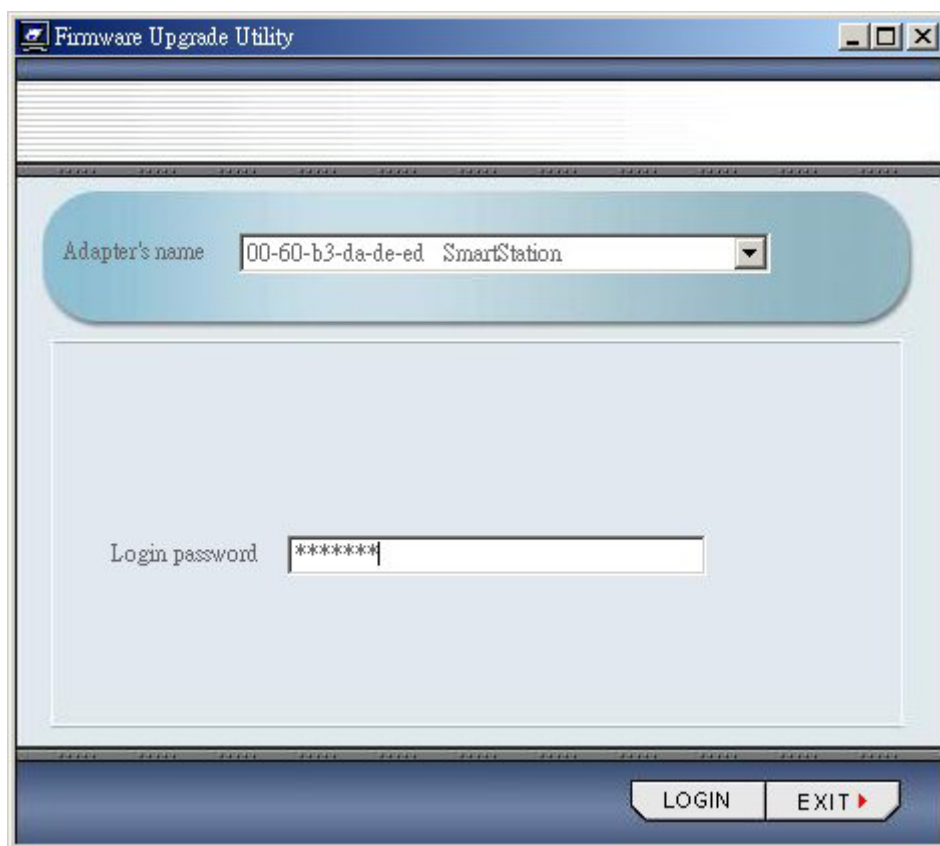 Firmware Upgrade Utility
Adapter's name 00-60-b3-da-de-ed SmartStation
Login password *******
LOGIN EXIT